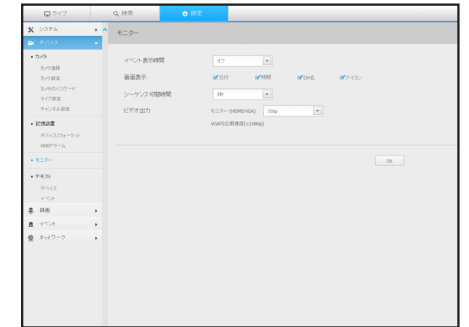 ライブ
検索
設定
システム
デバイス
カメラ
カメラ登録
カメラ設定
カメラのパスワード
ライブ設定
チャンネル設定
記憶装置
デバイス/フォーマット
HDDアラーム
モニター
テキスト
デバイス
イベント
録画
イベント
ネットワーク
モニター
イベント表示時間 オフ
画面表示 日付 時間 CH名 アイコン
シーケンス切替時間 5秒
ビデオ出力 モニター (HDMI/VGA) 720p
OK